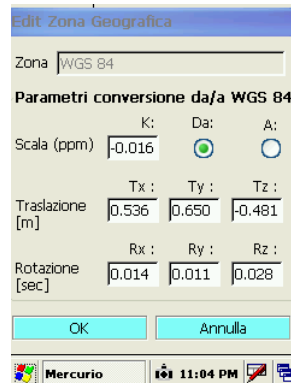 Edit Zona Geografica
Zona WGS 84
Parametri conversione da/a WGS 84
K: Da: A:
Scala (ppm) -0.016
Tx : Ty : Tz :
Traslazione [m] 0.536 0.650 -0.481
Rx : Ry : Rz :
Rotazione [sec] 0.014 0.011 0.028
OK Annulla
Mercurio 11:04 PM